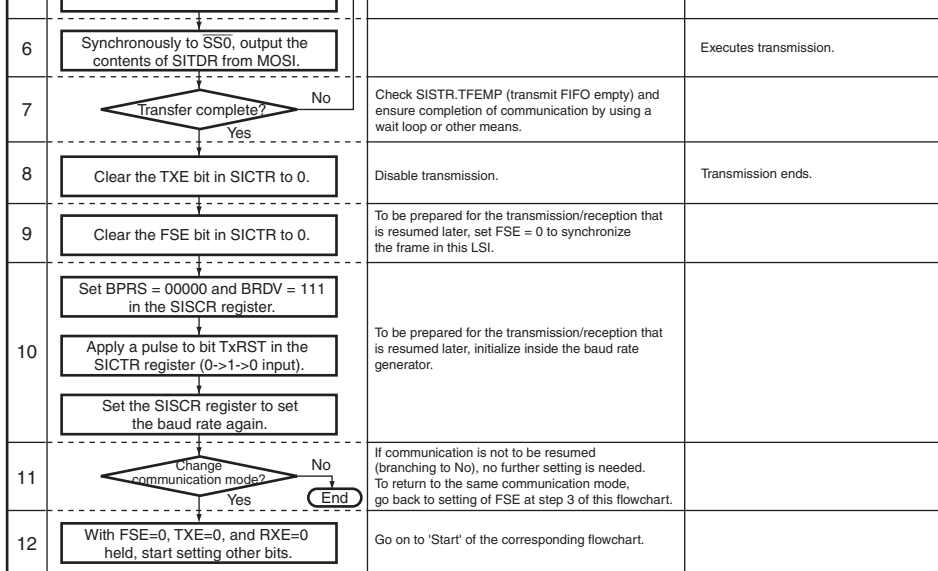 6
Synchronously to SS0, output the
contents of SITDR from MOSI.
Executes transmission.
7
Transfer complete?
No
Yes
Check SISTR.TFEMP (transmit FIFO empty) and
ensure completion of communication by using a
wait loop or other means.
8
Clear the TXE bit in SICTR to 0.
Disable transmission.
Transmission ends.
9
Clear the FSE bit in SICTR to 0.
To be prepared for the transmission/reception that
is resumed later, set FSE = 0 to synchronize
the frame in this LSI.
10
Set BPRS = 00000 and BRDV = 111
in the SISCR register.
Apply a pulse to bit TxRST in the
SICTR register (0->1->0 input).
Set the SISCR register to set
the baud rate again.
To be prepared for the transmission/reception that
is resumed later, initialize inside the baud rate
generator.
11
Change
communication mode?
No
End
Yes
If communication is not to be resumed
(branching to No), no further setting is needed.
To return to the same communication mode,
go back to setting of FSE at step 3 of this flowchart.
12
With FSE=0, TXE=0, and RXE=0
held, start setting other bits.
Go on to 'Start' of the corresponding flowchart.